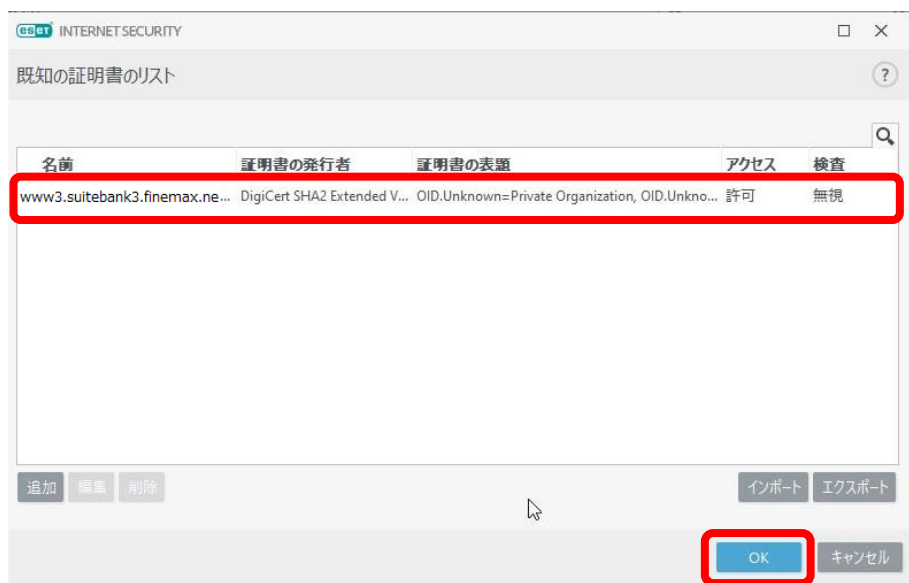 eset INTERNET SECURITY
既知の証明書のリスト
?
名前 証明書の発行者 証明書の表題 アクセス 検査
www3.suitebank3.finemax.ne... DigiCert SHA2 Extended V... OID.Unknown=Private Organization, OID.Unkno... 許可 無視
追加 編集 削除 インポート エクスポート
OK キャンセル